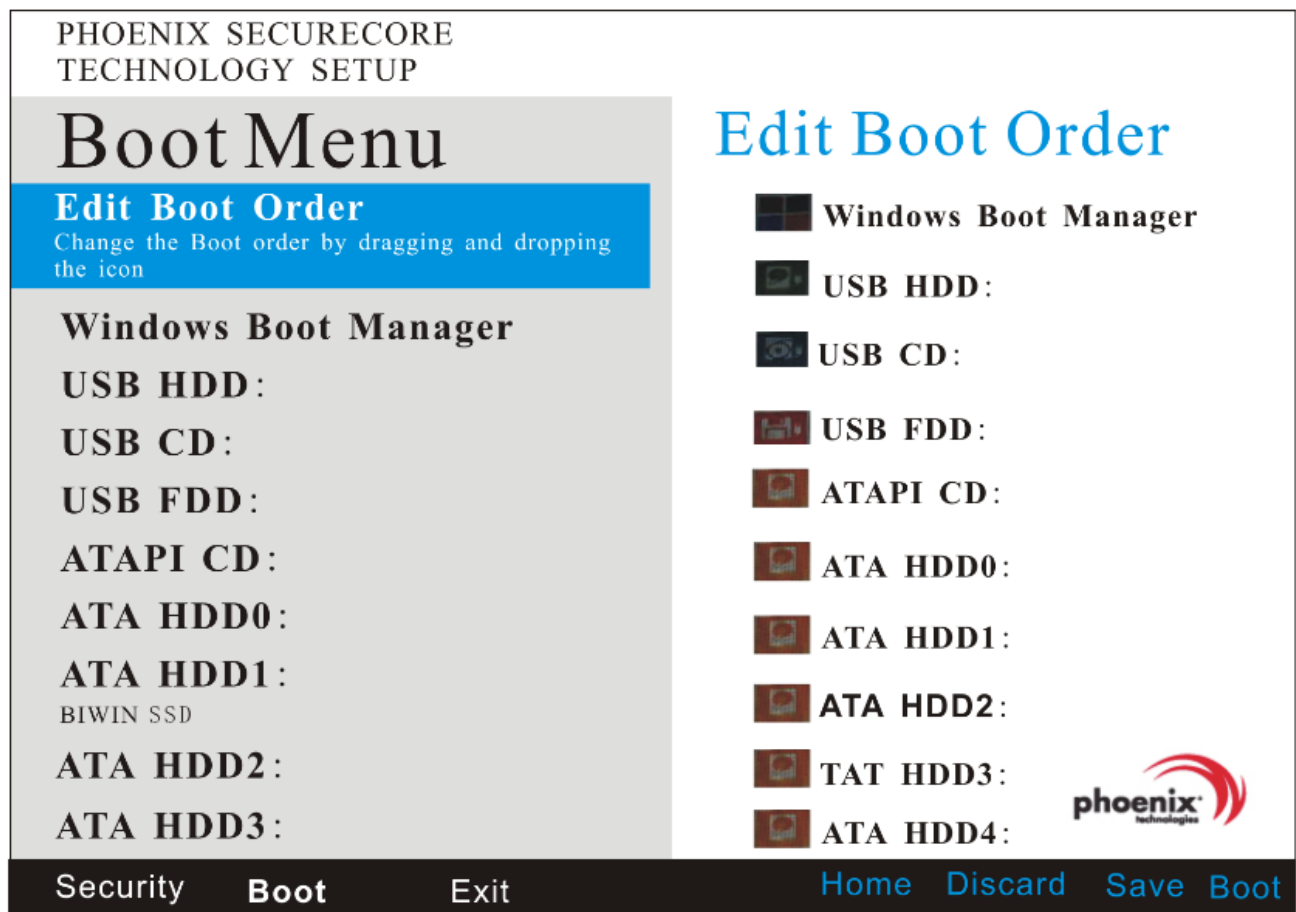 PHOENIX SECURECORE
TECHNOLOGY SETUP
Boot Menu
Edit Boot Order
Change the Boot order by dragging and dropping
the icon
Windows Boot Manager
USB HDD:
USB CD:
USB FDD:
ATAPI CD:
ATA HDD0:
ATA HDD1:
BIWIN SSD
ATA HDD2:
ATA HDD3:
Edit Boot Order
Windows Boot Manager
USB HDD:
USB CD:
USB FDD:
ATAPI CD:
ATA HDD0:
ATA HDD1:
ATA HDD2:
TAT HDD3:
ATA HDD4:
phoenix
technologies
Security Boot Exit Home Discard Save Boot